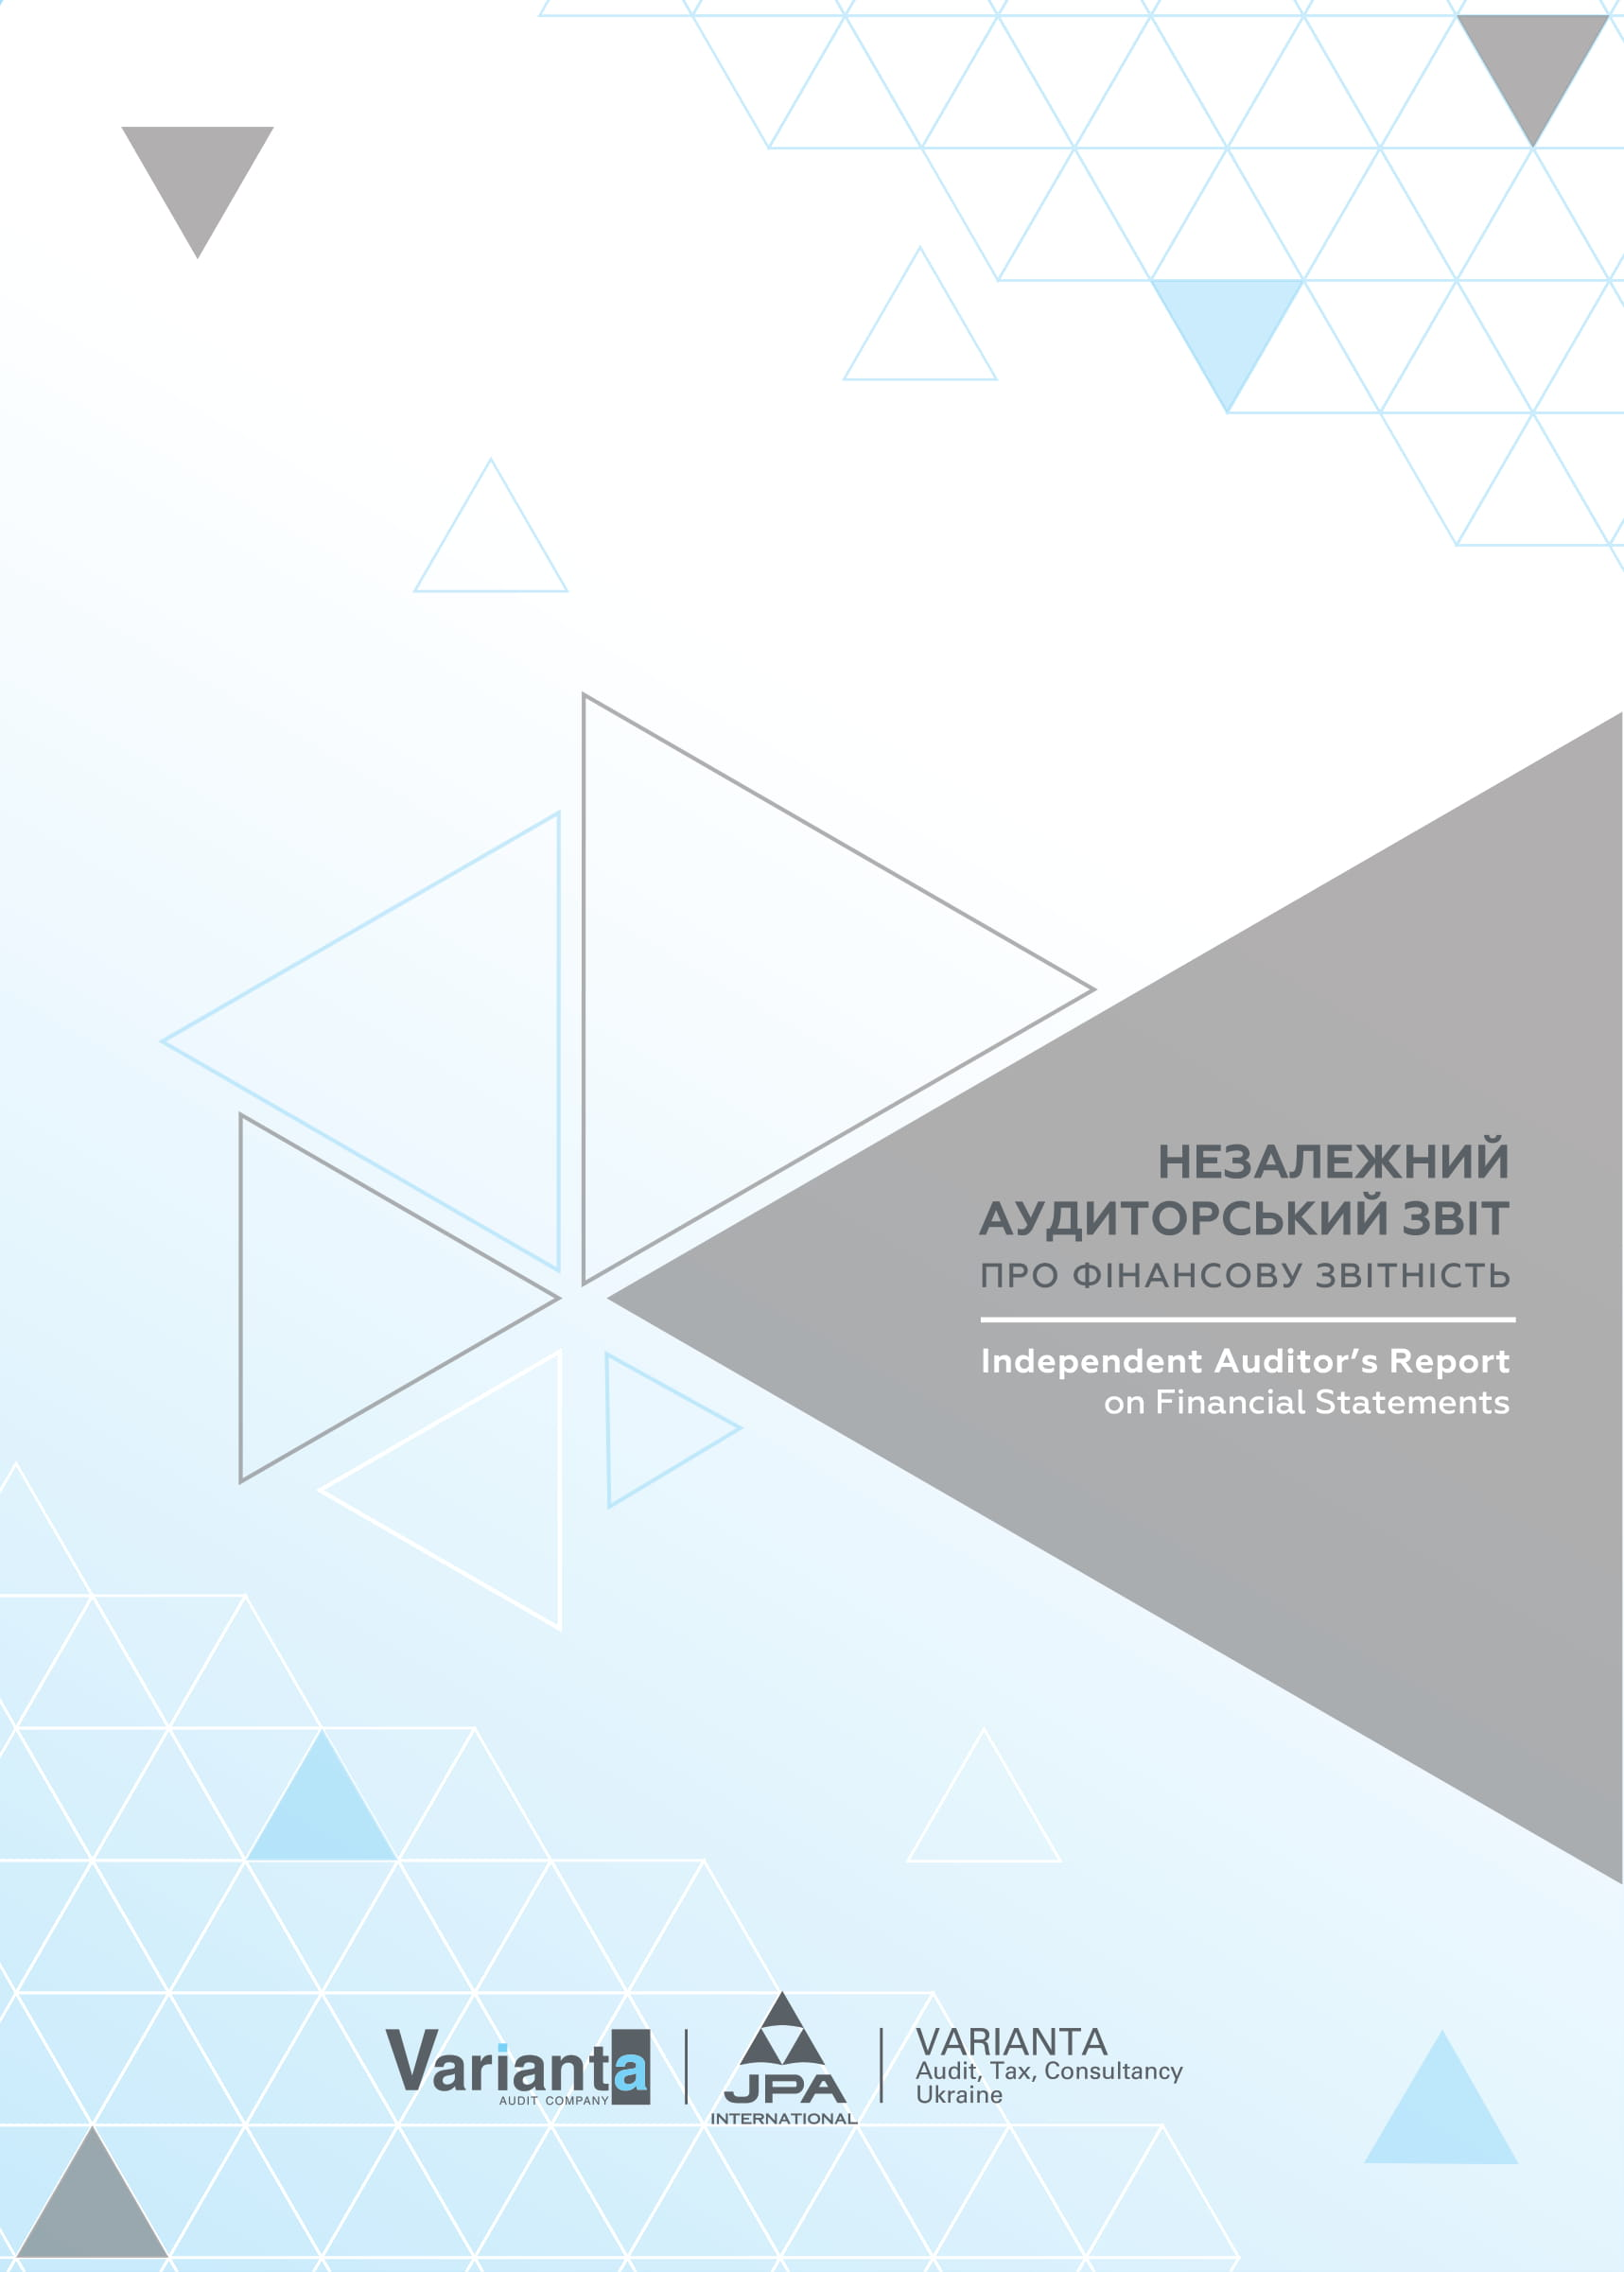 НЕЗАЛЕЖНИЙ
АУДИТОРСЬКИЙ ЗВІТ
ПРО ФІНАНСОВУ ЗВІТНІСТЬ
Independent Auditor’s Report
on Financial Statements
Varianta
AUDIT COMPANY
JPA
INTERNATIONAL
VARIANTA
Audit, Tax, Consultancy
Ukraine